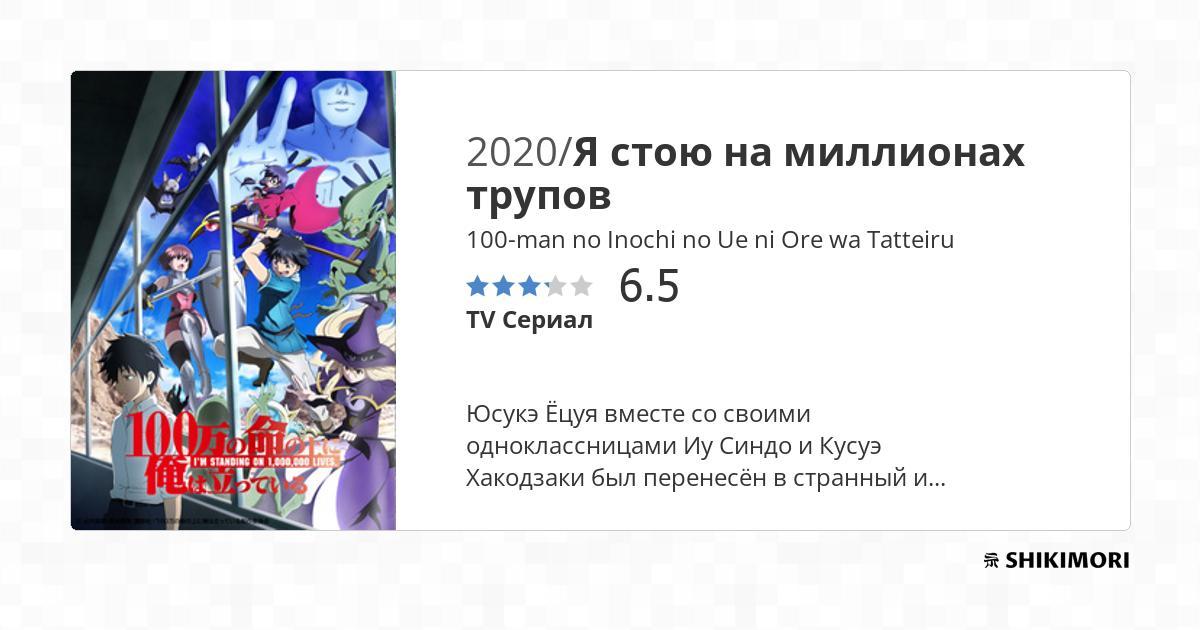 2020/Я стою на миллионах
трупов
100-man no Inochi no Ue ni Ore wa Tatteiru
6.5
TV Сериал
Юсукэ Ёцуя вместе со своими
одноклассницами Иу Синдо и Кусуэ
Хакодзаки был перенесён в странный и...
100万の命の上に
I'M STANDING ON 1,000,000 LIVES.
俺は立っている
SHIKIMORI